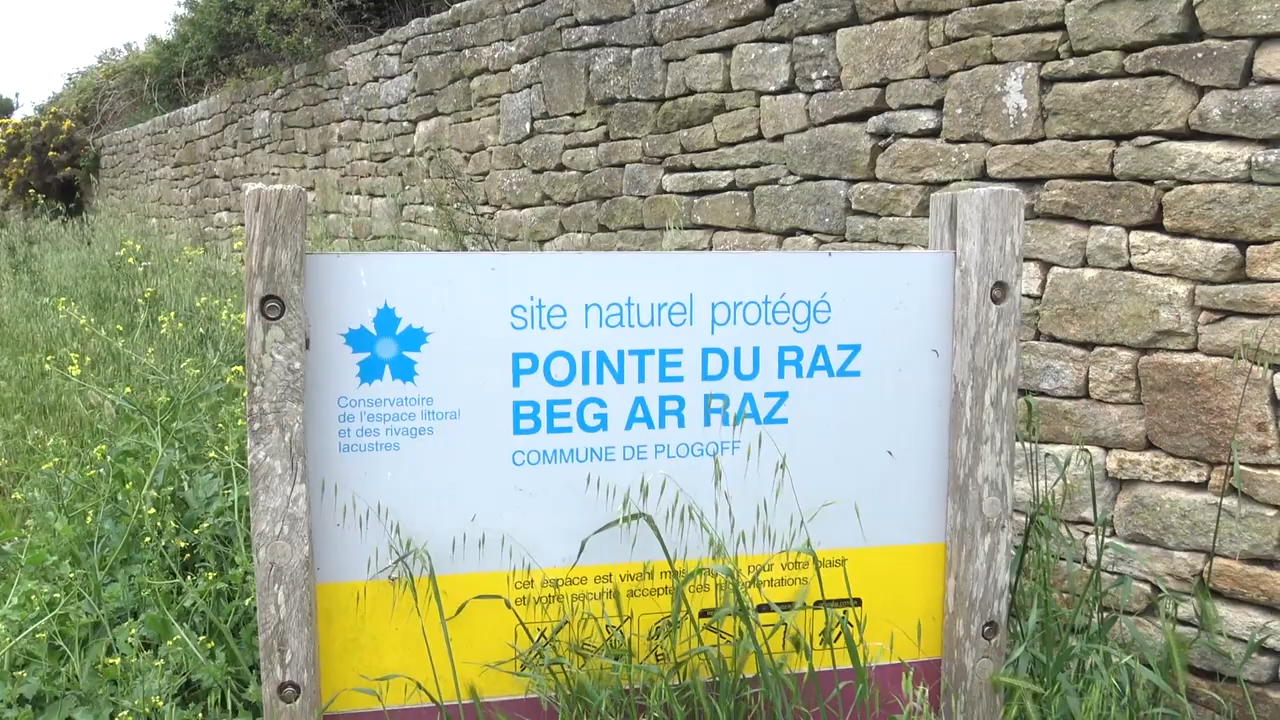 site naturel protégé
POINTE DU RAZ
BEG AR RAZ
COMMUNE DE PLOGOFF
Conservatoire
de l'espace littoral
et des rivages
lacustres
cet espace est vivant mais pour votre plaisir
et votre sécurité acceptez des réglementations